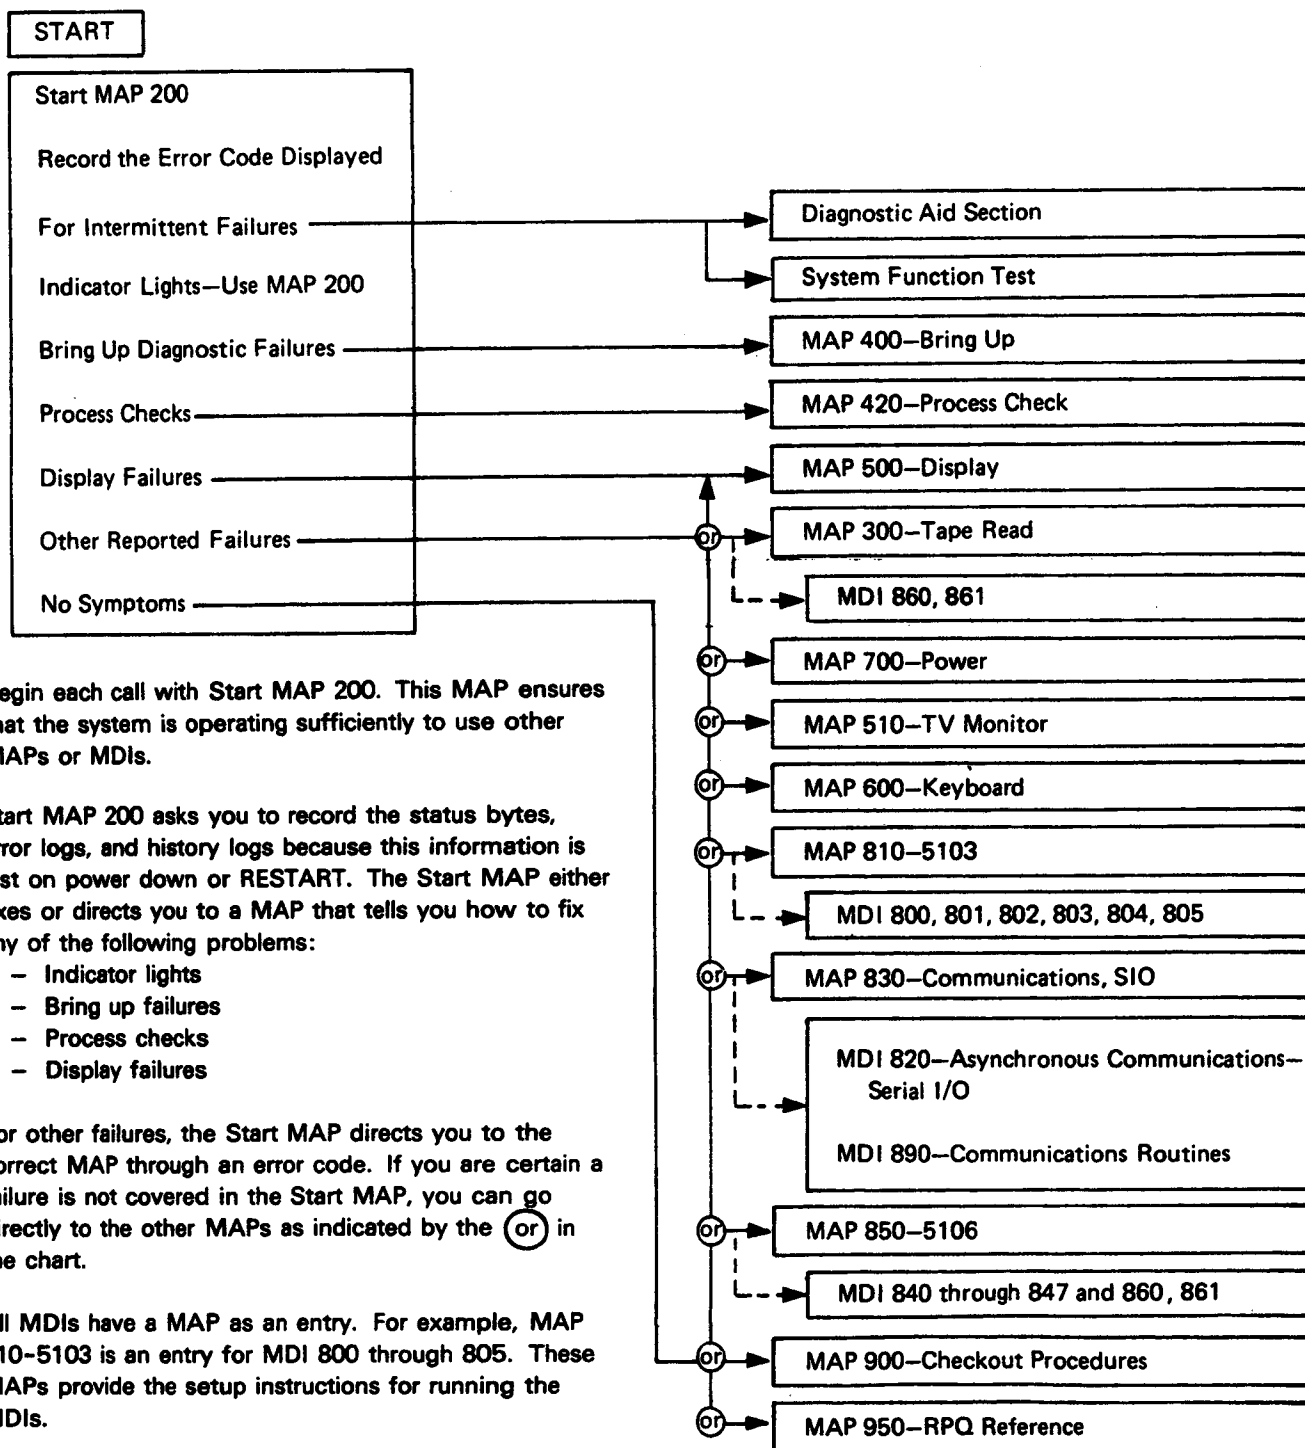 START
Start MAP 200
Record the Error Code Displayed
For Intermittent Failures
Indicator Lights—Use MAP 200
Bring Up Diagnostic Failures
Process Checks
Display Failures
Other Reported Failures
No Symptoms
Diagnostic Aid Section
System Function Test
MAP 400—Bring Up
MAP 420—Process Check
MAP 500—Display
or
MAP 300—Tape Read
MDI 860, 861
or
MAP 700—Power
or
MAP 510—TV Monitor
or
MAP 600—Keyboard
or
MAP 810—5103
MDI 800, 801, 802, 803, 804, 805
or
MAP 830—Communications, SIO
MDI 820—Asynchronous Communications—
Serial I/O
MDI 890—Communications Routines
or
MAP 850—5106
MDI 840 through 847 and 860, 861
or
MAP 900—Checkout Procedures
or
MAP 950—RPQ Reference
egin each call with Start MAP 200. This MAP ensures
hat the system is operating sufficiently to use other
MAPs or MDIs.
tart MAP 200 asks you to record the status bytes,
rror logs, and history logs because this information is
st on power down or RESTART. The Start MAP either
xes or directs you to a MAP that tells you how to fix
ny of the following problems:
— Indicator lights
— Bring up failures
— Process checks
— Display failures
or other failures, the Start MAP directs you to the
orrect MAP through an error code. If you are certain a
ailure is not covered in the Start MAP, you can go
irectly to the other MAPs as indicated by the or in
he chart.
ll MDIs have a MAP as an entry. For example, MAP
10-5103 is an entry for MDI 800 through 805. These
MAPs provide the setup instructions for running the
MDIs.